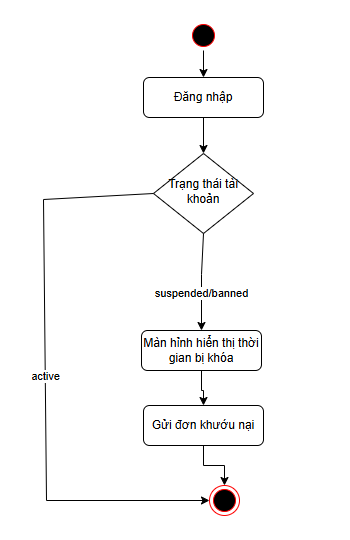 Đăng nhập
Trạng thái tải
khoản
suspended/banned
Màn hình hiển thị thời
gian bị khóa
active
Gửi đơn khướu nại